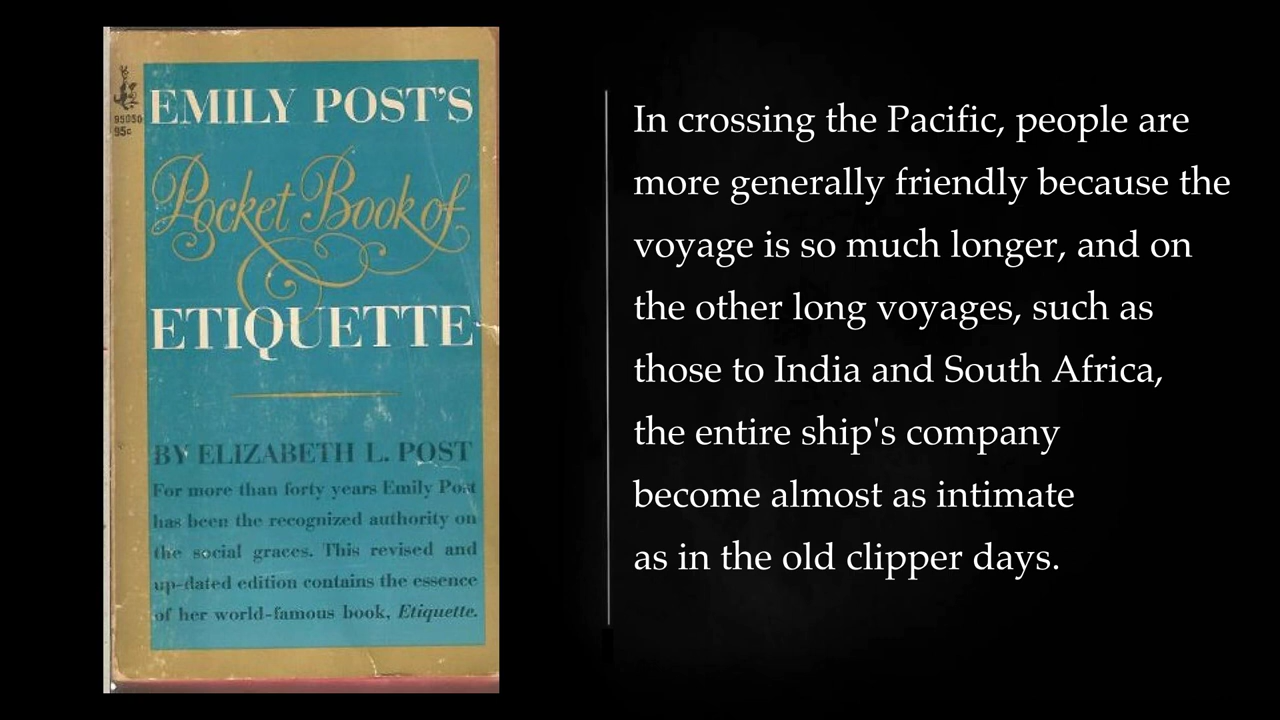 95050
95c
EMILY POST'S
Pocket Book of
ETIQUETTE
BY ELIZABETH L. POST
For more than forty years Emily Post
has been the recognized authority on
the social graces. This revised and
up-dated edition contains the essence
of her world-famous book, Etiquette.
In crossing the Pacific, people are
more generally friendly because the
voyage is so much longer, and on
the other long voyages, such as
those to India and South Africa,
the entire ship's company
become almost as intimate
as in the old clipper days.